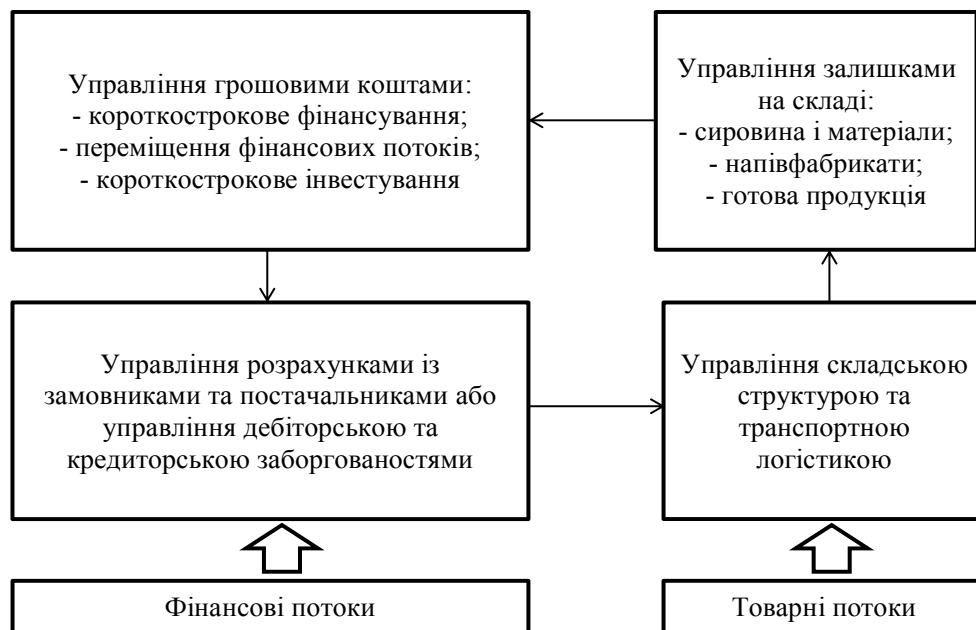 Управління грошовими коштами:
- короткострокове фінансування;
- переміщення фінансових потоків;
- короткострокове інвестування
Управління залишками
на складі:
- сировина і матеріали;
- напівфабрикати;
- готова продукція
Управління розрахунками із
замовниками та постачальниками або
управління дебіторською та
кредиторською заборгованостями
Управління складською
структурою та
транспортною
логістикою
Фінансові потоки
Товарні потоки